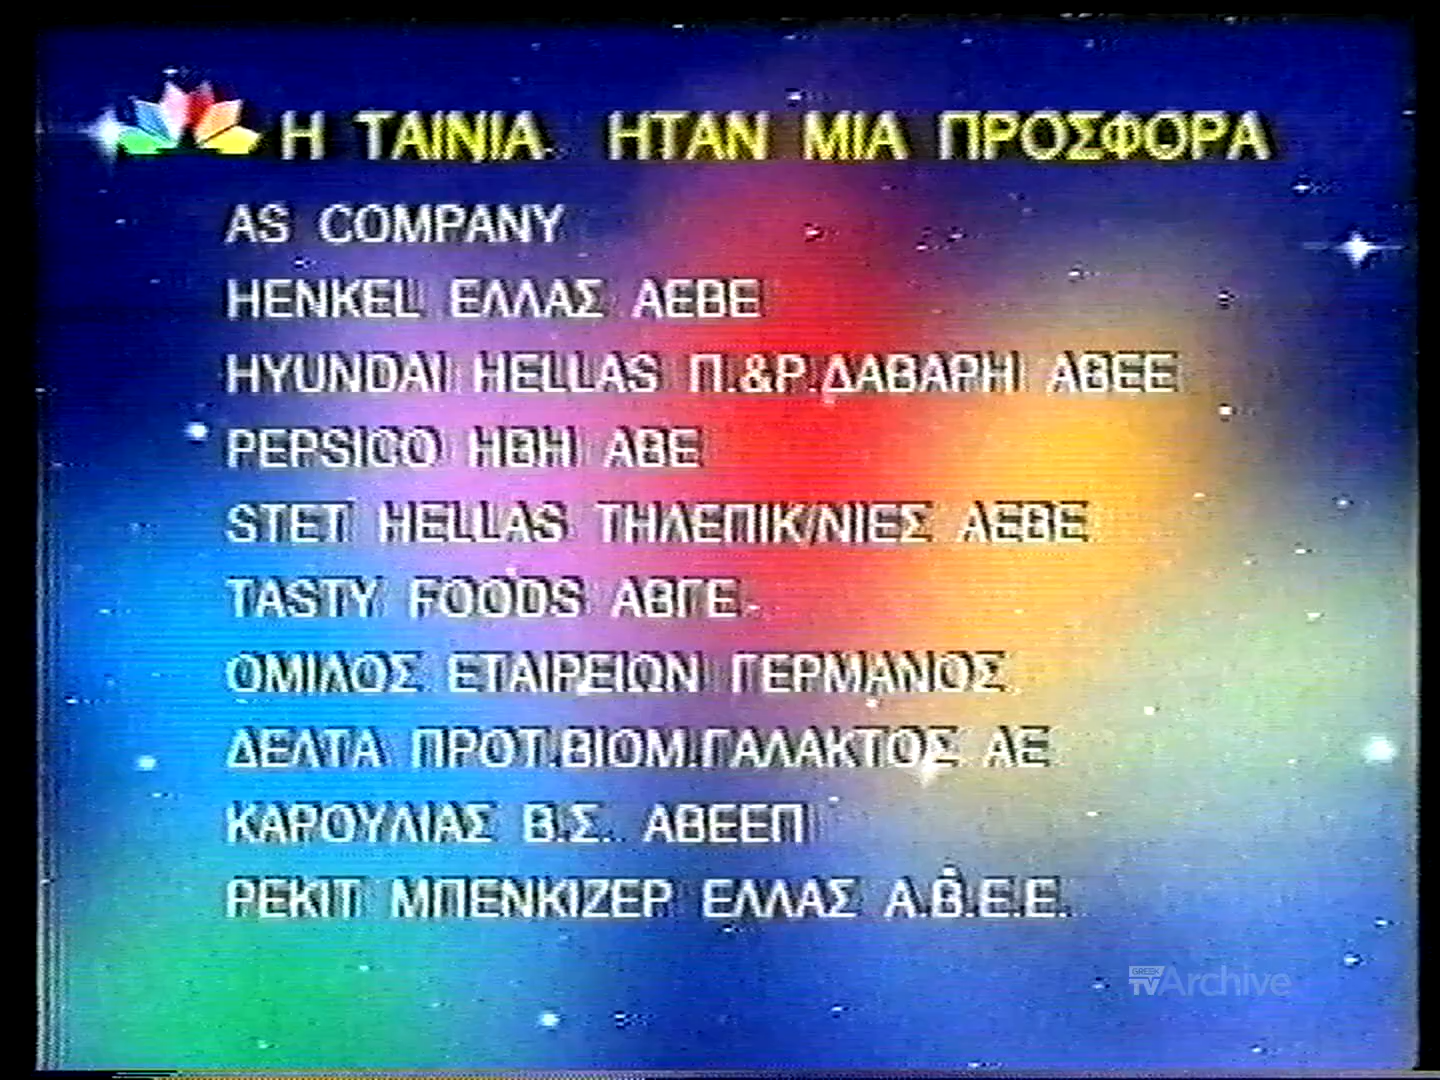 Η ΤΑΙΝΙΑ ΗΤΑΝ ΜΙΑ ΠΡΟΣΦΟΡΑ
AS COMPANY
HENKEL ΕΛΛΑΣ ΑΕΒΕ
HYUNDAI HELLAS Π.&Ρ.ΔΑΒΑΡΗ ΑΒΕΕ
PEPSICO ΗΒΗ ΑΒΕ
STET HELLAS ΤΗΛΕΠΙΚ/ΝΙΕΣ ΑΕΒΕ
TASTY FOODS ΑΒΓΕ
ΟΜΙΛΟΣ ΕΤΑΙΡΕΙΩΝ ΓΕΡΜΑΝΟΣ
ΔΕΛΤΑ ΠΡΟΤ.ΒΙΟΜ.ΓΑΛΑΚΤΟΣ ΑΕ
ΚΑΡΟΥΛΙΑΣ Β.Σ. ΑΒΕΕΠ
ΡΕΚΙΤ ΜΠΕΝΚΙΖΕΡ ΕΛΛΑΣ Α.Β.Ε.Ε.
GREEK TV Archive